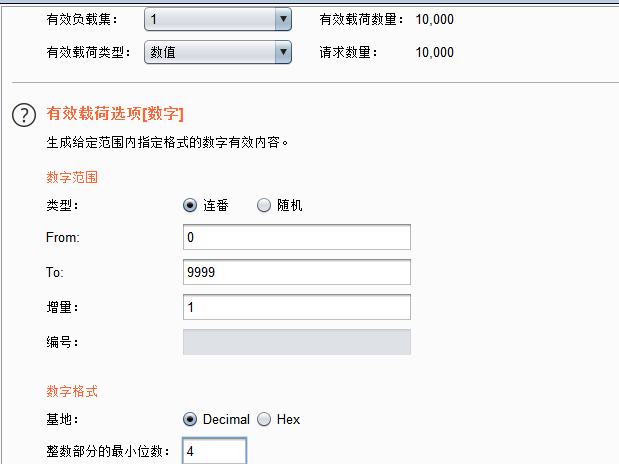 有效负载集： 1 有效载荷数量： 10,000
有效载荷类型： 数值 请求数量： 10,000
? 有效载荷选项[数字]
生成给定范围内指定格式的数字有效内容。
数字范围
类型： 连番 随机
From: 0
To: 9999
增量： 1
编号：
数字格式
基地： Decimal Hex
整数部分的最小位数： 4